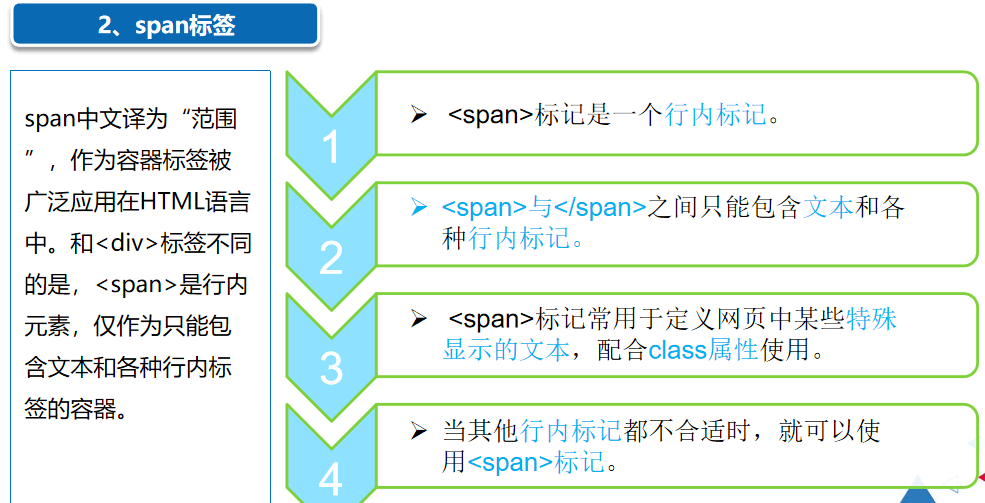 2、span标签
span中文译为“范围
”，作为容器标签被
广泛应用在HTML语言
中。和<div>标签不同
的是，<span>是行内
元素，仅作为只能包
含文本和各种行内标
签的容器。
1
➢ <span>标记是一个行内标记。
2
➢ <span>与</span>之间只能包含文本和各
种行内标记。
3
➢ <span>标记常用于定义网页中某些特殊
显示的文本，配合class属性使用。
4
➢ 当其他行内标记都不合适时，就可以使
用<span>标记。